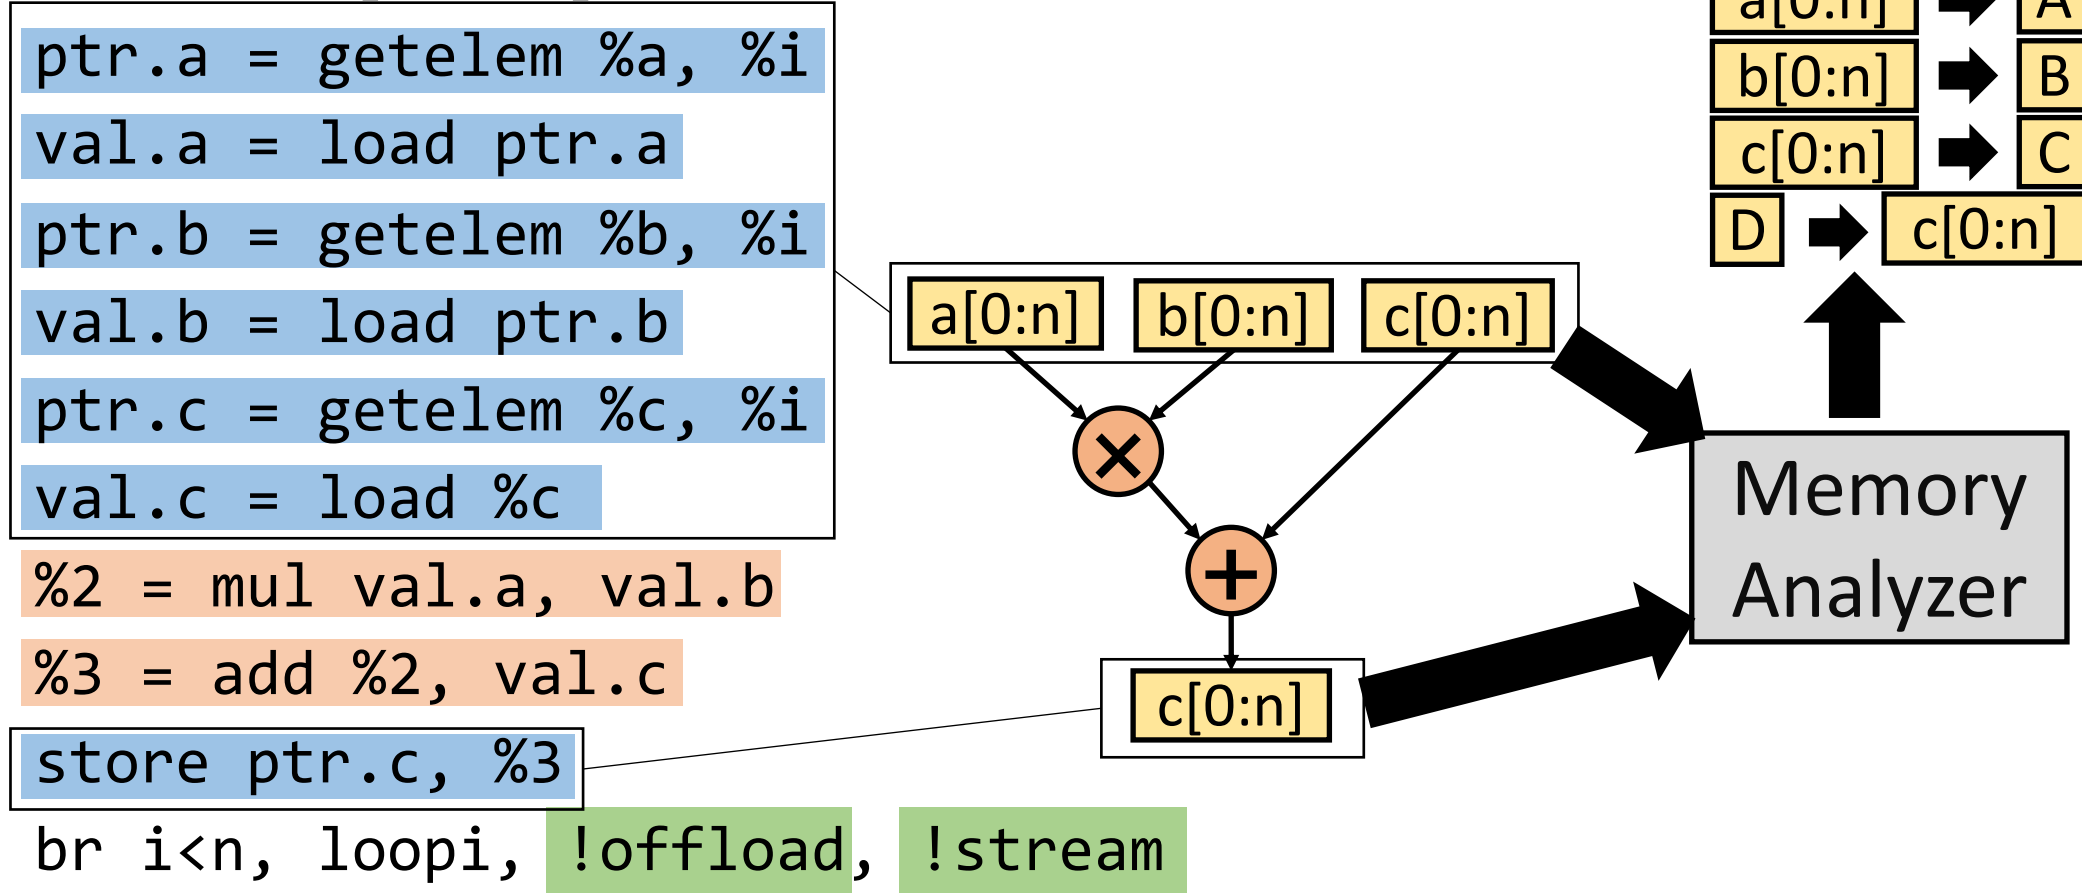 ptr.a = getelem %a, %i
val.a = load ptr.a
ptr.b = getelem %b, %i
val.b = load ptr.b
ptr.c = getelem %c, %i
val.c = load %c
%2 = mul val.a, val.b
%3 = add %2, val.c
store ptr.c, %3
br i<n, loopi, !offload, !stream
a[0:n] b[0:n] c[0:n]
×
+
c[0:n]
a[0:n] A
b[0:n] B
c[0:n] C
D c[0:n]
Memory
Analyzer